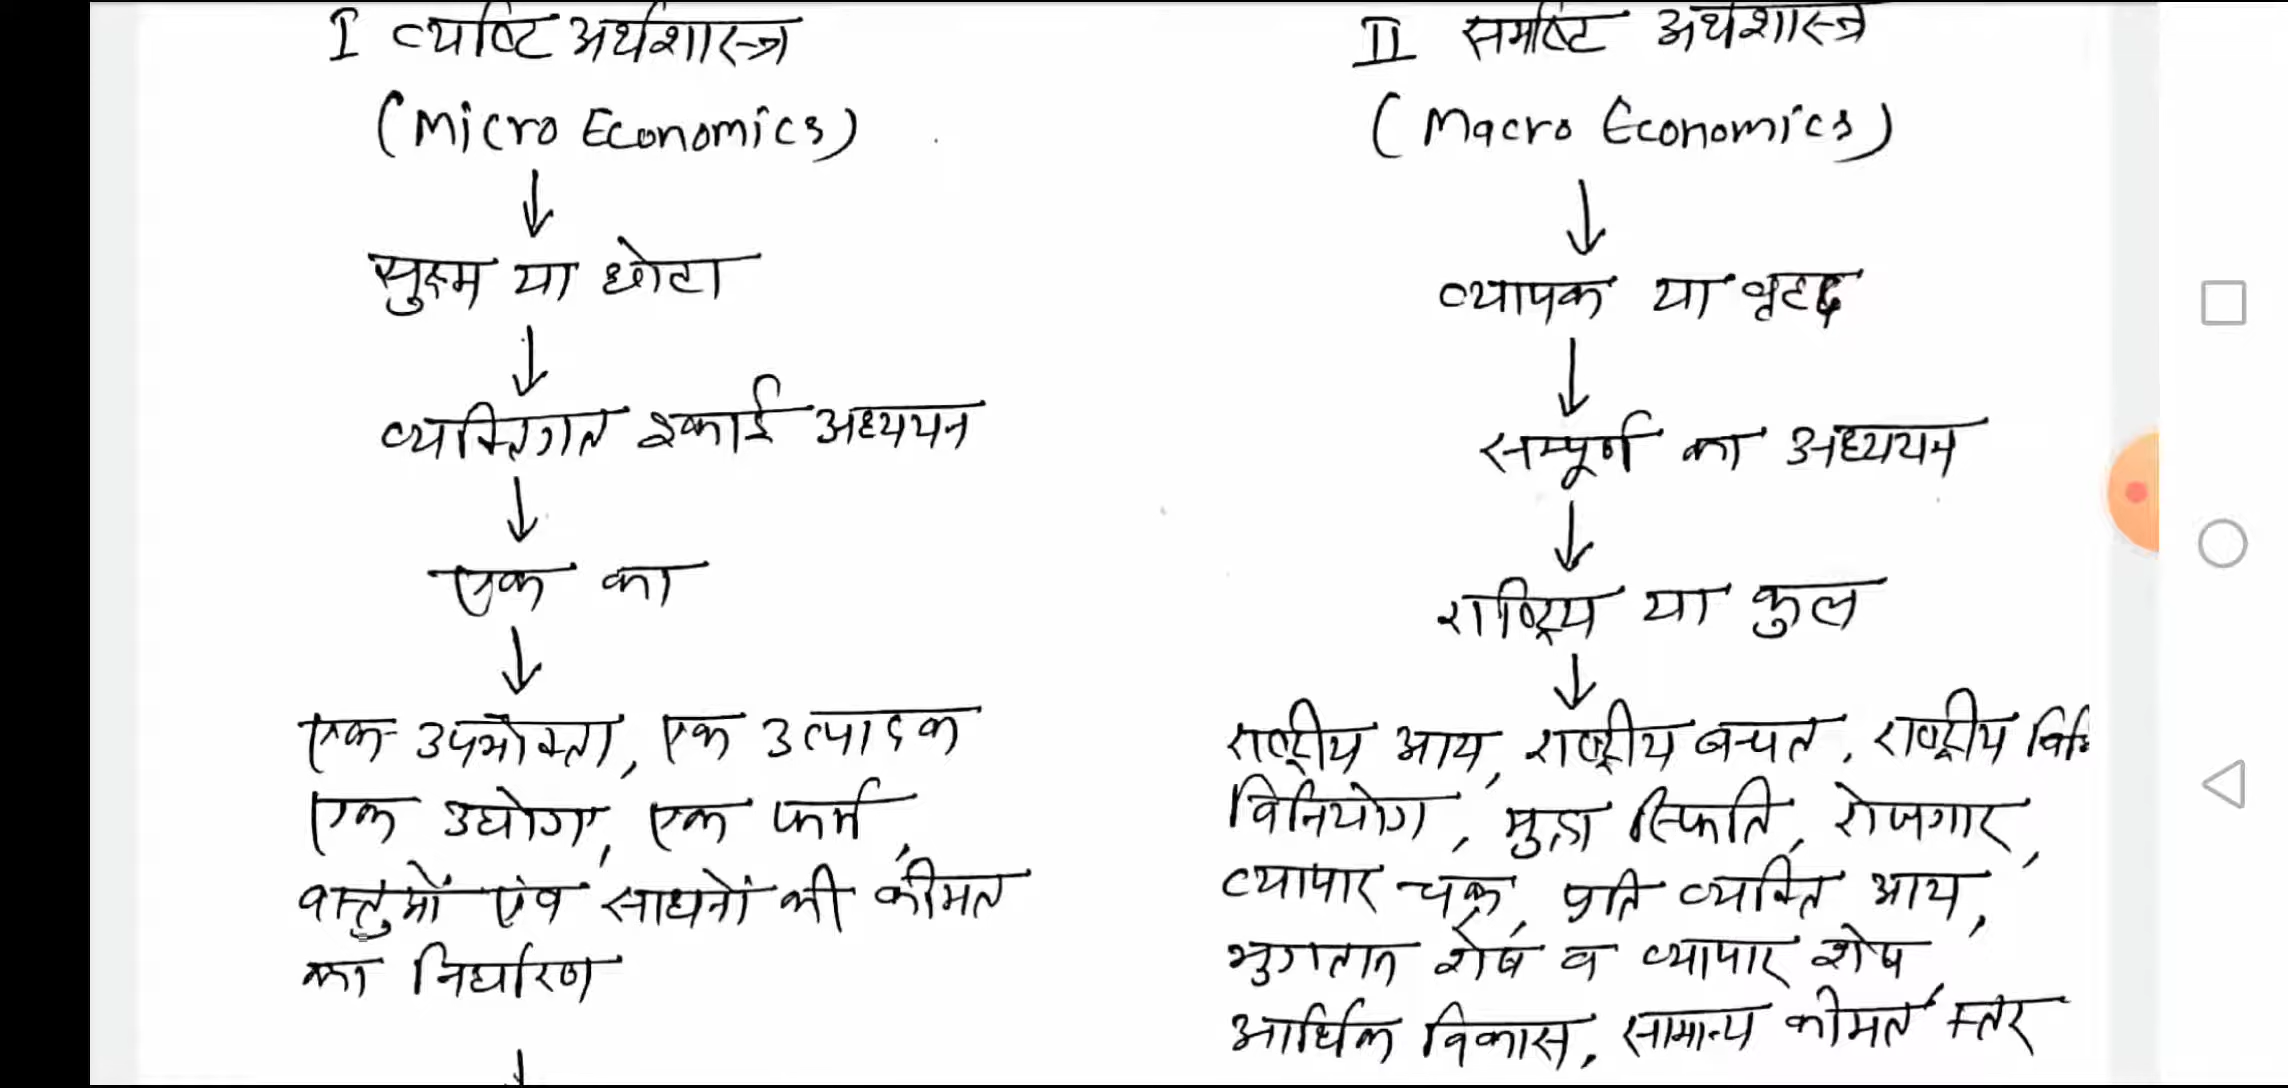 I व्यष्टि अर्थशास्त्र
(Micro Economics)
सुक्ष्म या छोटा
व्यक्तिगत इकाई अध्ययन
एक का
एक उपभोक्ता, एक उत्पादक
एक उद्योग, एक फर्म,
वस्तुओं एंव साधनों की कीमत
का निर्धारण
II समष्टि अर्थशास्त्र
(Macro Economics)
व्यापक या वृहद
सम्पूर्ण का अध्ययन
राष्ट्रिय या कुल
राष्ट्रीय आय, राष्ट्रीय बचत, राष्ट्रीय विनि
विनियोग, मुद्रा स्फिति, रोजगार,
व्यापार चक्र, प्रति व्यक्ति आय,
भुगतान शेष व व्यापार शेष,
आर्थिक विकास, सामान्य कीमत स्तर